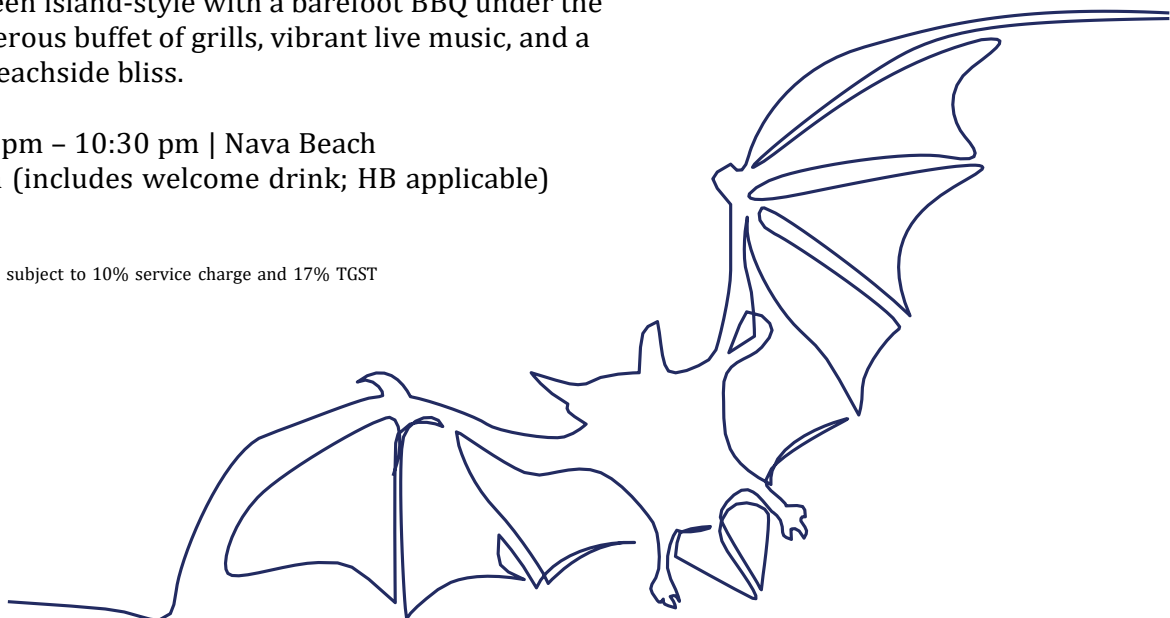 een island-style with a barefoot BBQ under the
erous buffet of grills, vibrant live music, and a
eachside bliss.
pm – 10:30 pm | Nava Beach
(includes welcome drink; HB applicable)
subject to 10% service charge and 17% TGST